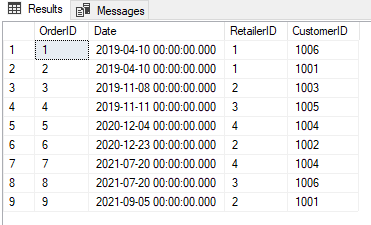 Results Messages
OrderID Date RetailerID CustomerID
1 1 2019-04-10 00:00:00.000 1 1006
2 2 2019-04-10 00:00:00.000 1 1001
3 3 2019-11-08 00:00:00.000 2 1003
4 4 2019-11-11 00:00:00.000 3 1005
5 5 2020-12-04 00:00:00.000 4 1004
6 6 2020-12-23 00:00:00.000 2 1002
7 7 2021-07-20 00:00:00.000 4 1004
8 8 2021-07-20 00:00:00.000 3 1006
9 9 2021-09-05 00:00:00.000 2 1001